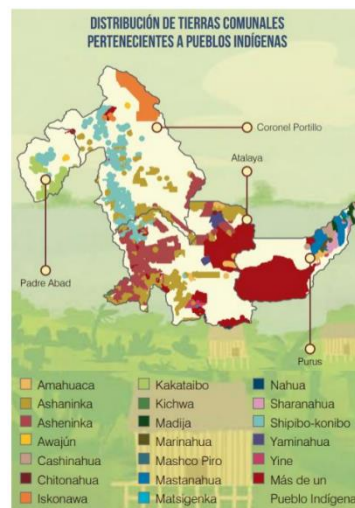 DISTRIBUCIÓN DE TIERRAS COMUNALES
PERTENECIENTES A PUEBLOS INDÍGENAS
Coronel Portillo
Atalaya
Padre Abad
Purus
Amahuaca
Ashaninka
Asheninka
Awajún
Cashinahua
Chitonahua
Iskonawa
Kakataibo
Kichwa
Madija
Marinahua
Mashco Piro
Mastanahua
Matsigenka
Nahua
Sharanahua
Shipibo-konibo
Yaminahua
Yine
Más de un
Pueblo Indígena